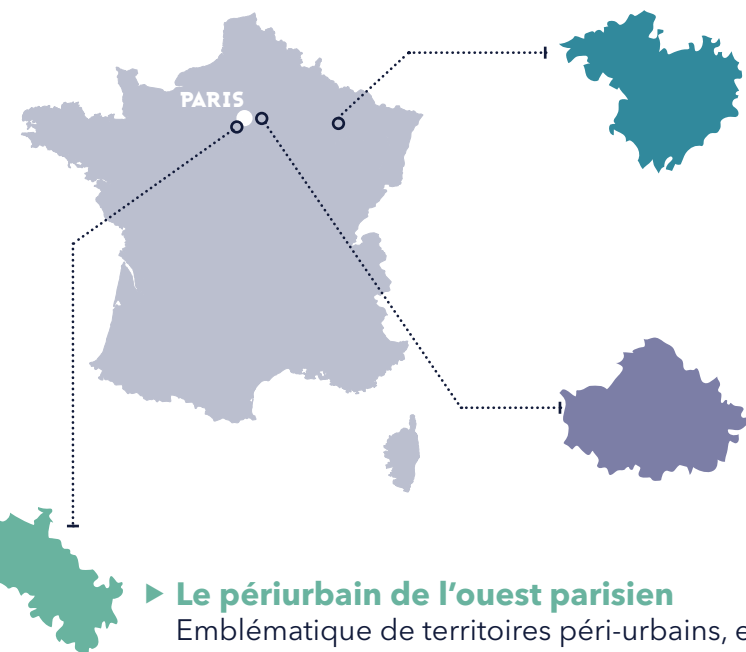 PARIS
▶ Le périurbain de l'ouest parisien
Emblématique de territoires péri-urbains, e